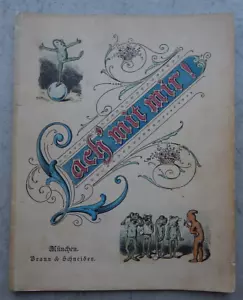 Lach' mit mir!
München.
Braun & Schneider.